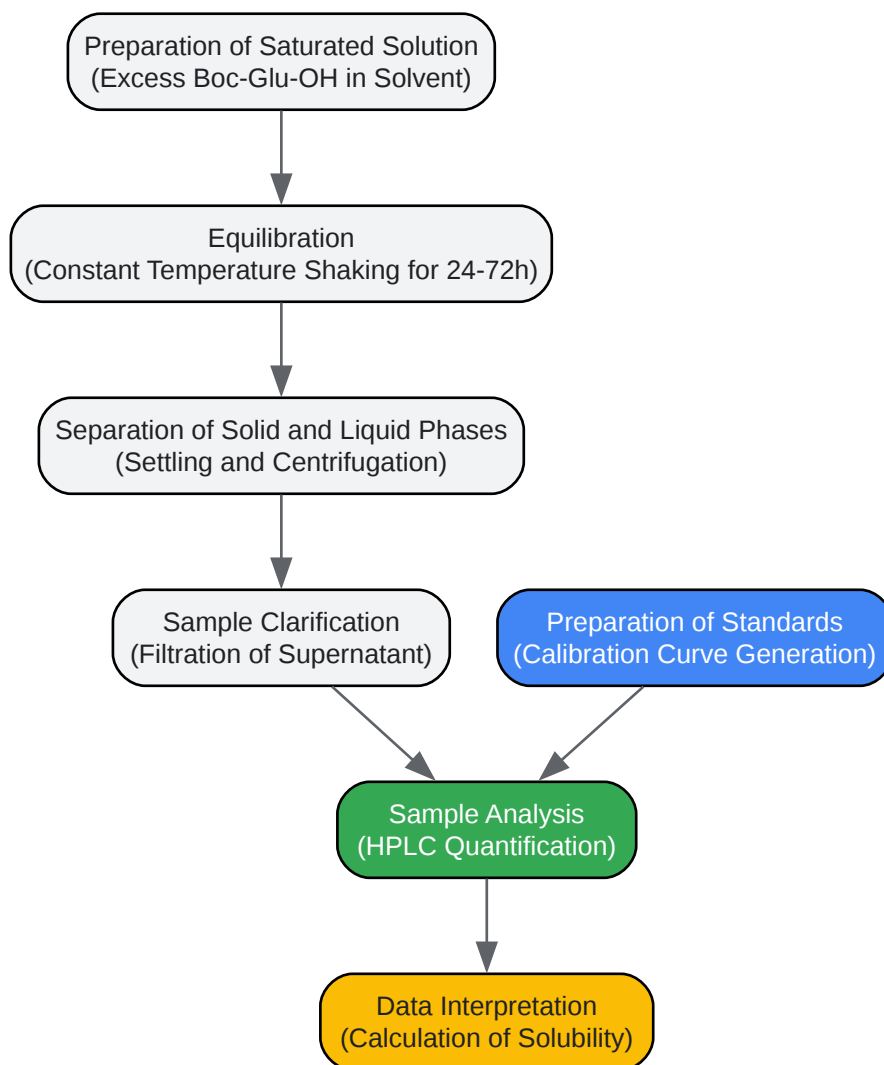 Preparation of Saturated Solution
(Excess Boc-Glu-OH in Solvent)
Equilibration
(Constant Temperature Shaking for 24-72h)
Separation of Solid and Liquid Phases
(Settling and Centrifugation)
Sample Clarification
(Filtration of Supernatant)
Preparation of Standards
(Calibration Curve Generation)
Sample Analysis
(HPLC Quantification)
Data Interpretation
(Calculation of Solubility)